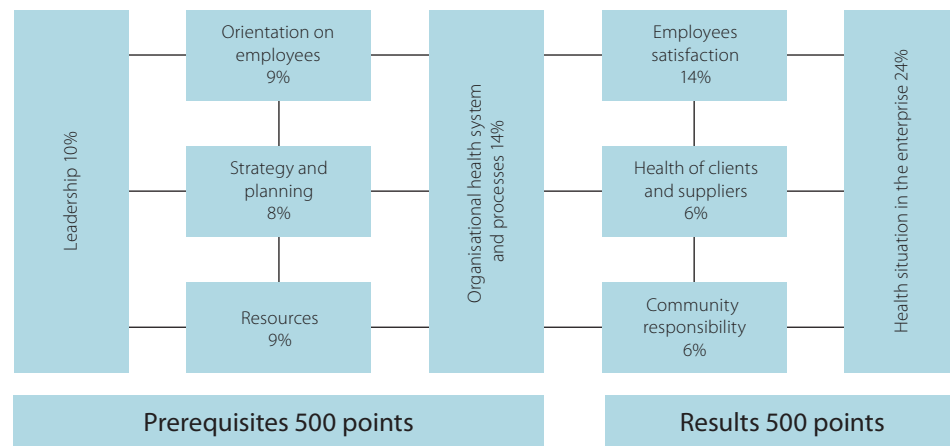 Leadership 10%
Orientation on
employees
9%
Strategy and
planning
8%
Resources
9%
Organisational health system
and processes 14%
Employees
satisfaction
14%
Health of clients
and suppliers
6%
Community
responsibility
6%
Health situation in the enterprise 24%
Prerequisites 500 points
Results 500 points